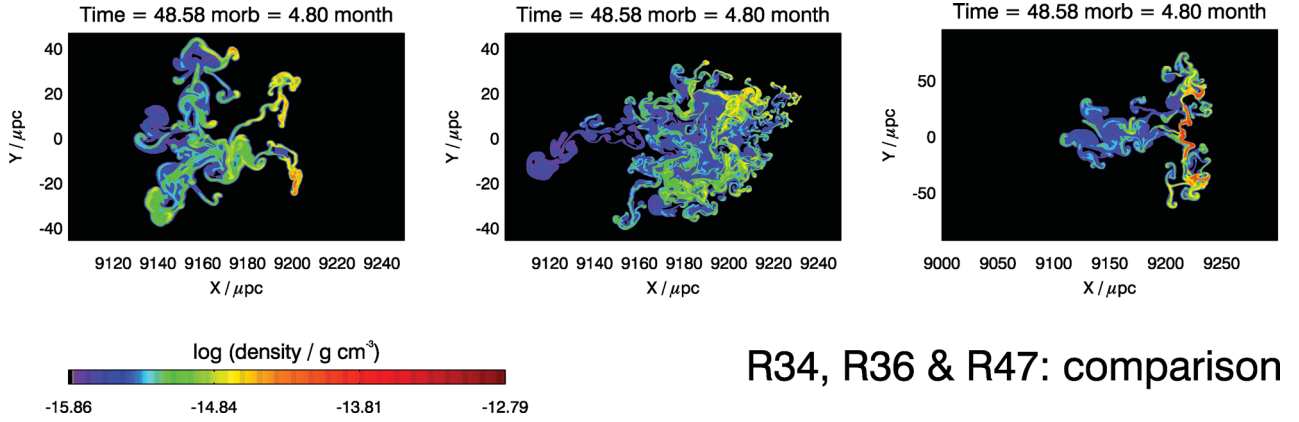 Time = 48.58 morb = 4.80 month
Time = 48.58 morb = 4.80 month
Time = 48.58 morb = 4.80 month
Y / μpc
40
20
0
-20
-40
9120 9140 9160 9180 9200 9220 9240
X / μpc
Y / μpc
40
20
0
-20
-40
9120 9140 9160 9180 9200 9220 9240
X / μpc
Y / μpc
50
0
-50
9000 9050 9100 9150 9200 9250
X / μpc
log (density / g cm⁻³)
-15.86 -14.84 -13.81 -12.79
R34, R36 & R47: comparison